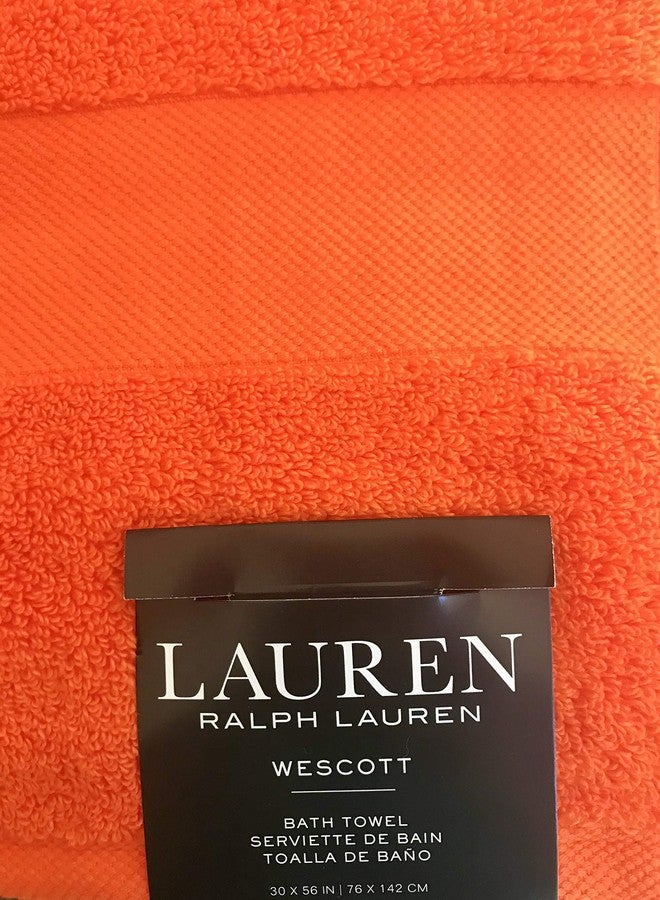 LAUREN
RALPH LAUREN
WESCOTT
BATH TOWEL
SERVIETTE DE BAIN
TOALLA DE BAÑO
30 X 56 IN | 76 X 142 CM